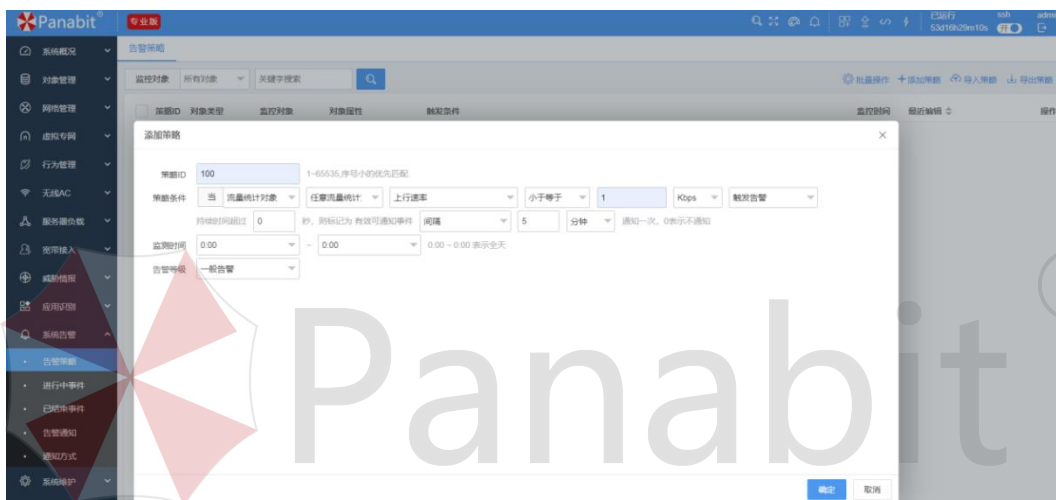 Panabit® 专业版 已运行 53d16h29m10s ssh 开
系统概况 告警策略
对象管理 监控对象 所有对象 关键字搜索 批量操作 添加策略 导入策略 导出策略
网络管理 策略ID 对象类型 监控对象 对象属性 触发条件 监控时间 最近编辑 操作
虚拟专网 添加策略
行为管理 策略ID 100 1~65535,序号小的优先匹配
无线AC 策略条件 当 流量统计对象 任意流量统计 上行速率 小于等于 1 Kbps 触发告警
服务器负载 持续时间超过 0 秒, 则标记为 有效可通知事件 间隔 5 分钟 通知一次, 0表示不通知
宽带接入 监测时间 0:00 ~ 0:00 0:00 ~ 0:00 表示全天
威胁情报 告警等级 一般告警
应用识别
系统告警
告警策略
进行中事件
已结束事件
告警通知
通知方式
系统维护 确定 取消
Panabit